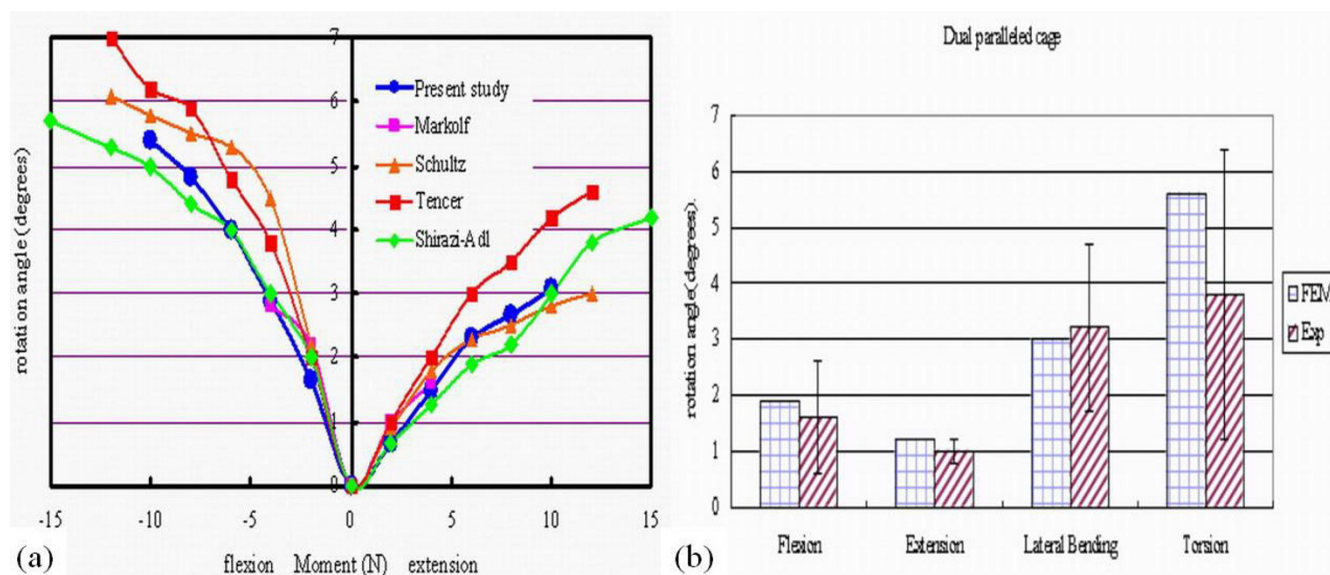 7
6
5
4
3
2
1
0
-15 -10 -5 0 5 10 15
rotation angle (degrees)
flexion Moment (N) extension
Present study
Markolf
Schultz
Tencer
Shirazi-Adl
(a)
Dual paralleled cage
7
6
5
4
3
2
1
0
rotation angle(degrees).
Flexion Extension Lateral Bending Torsion
FEM
Exp
(b)